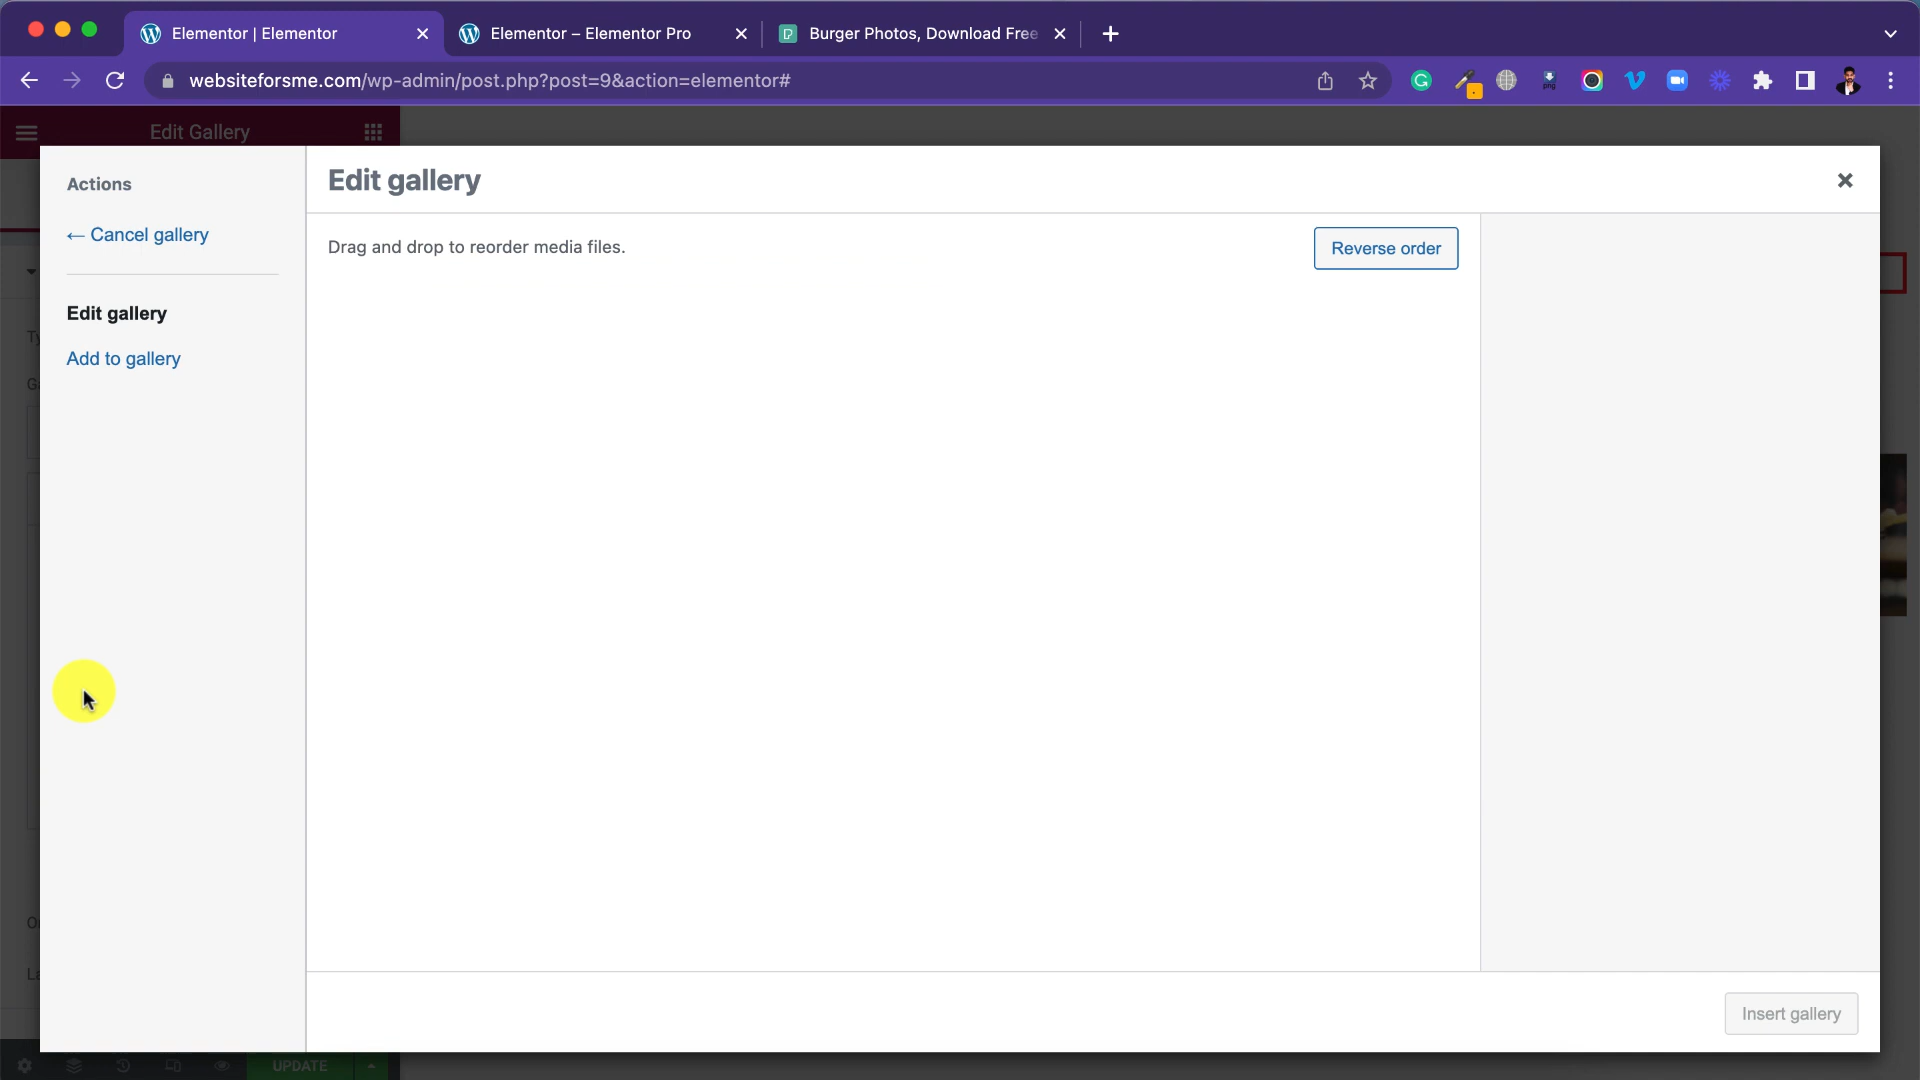 Elementor | Elementor
Elementor – Elementor Pro
Burger Photos, Download Free
websiteforsme.com/wp-admin/post.php?post=9&action=elementor#
Edit Gallery
Actions
← Cancel gallery
Edit gallery
Add to gallery
Edit gallery
Drag and drop to reorder media files.
Reverse order
Insert gallery
UPDATE